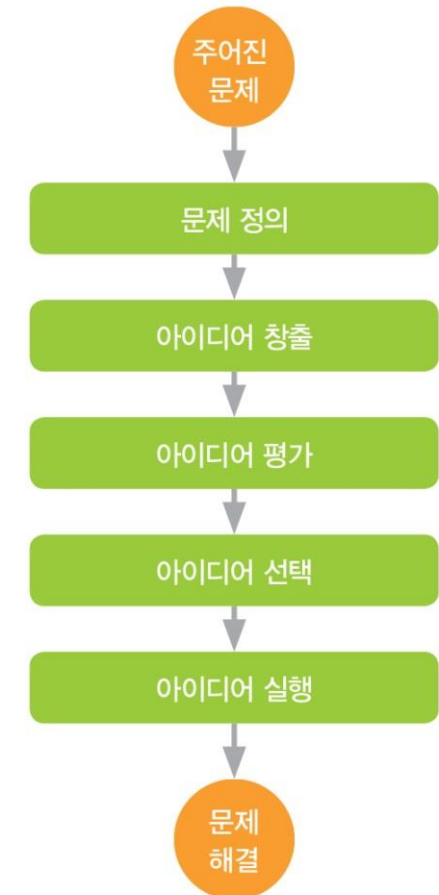 주어진
문제
문제 정의
아이디어 창출
아이디어 평가
아이디어 선택
아이디어 실행
문제
해결